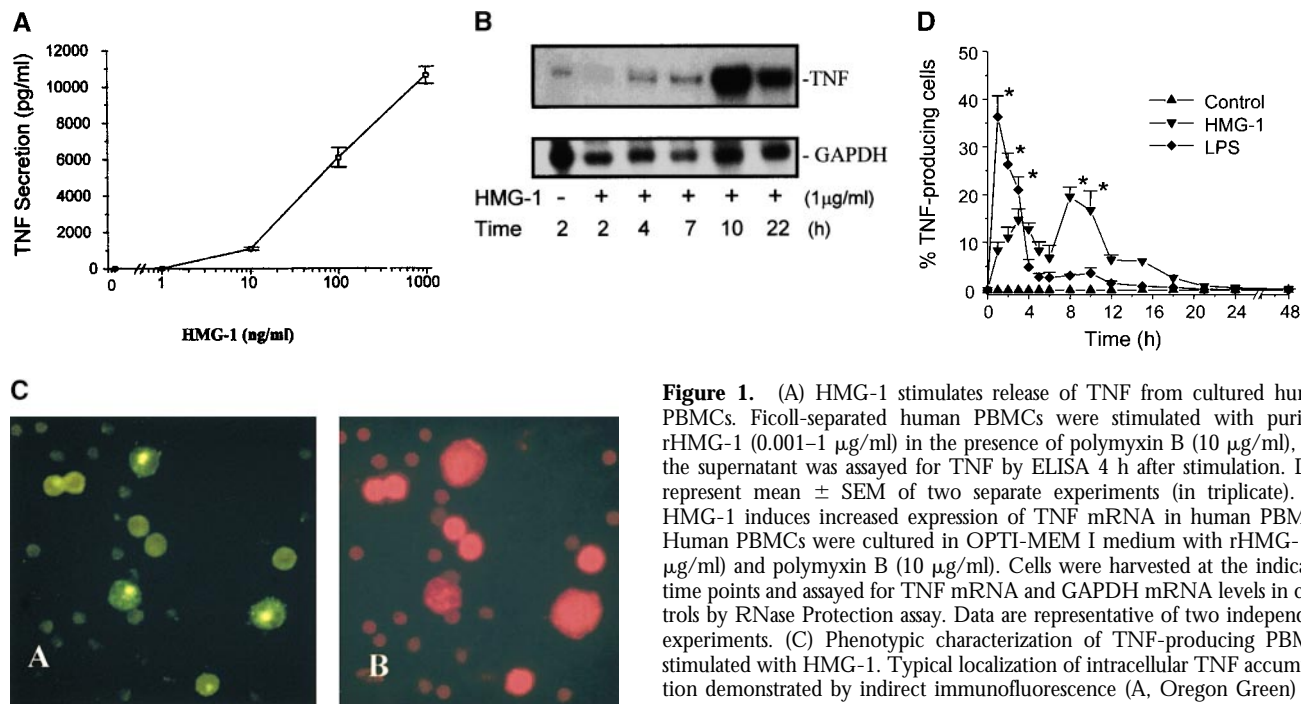 A
TNF Secretion (pg/ml)
12000
10000
8000
6000
4000
2000
0
0 1 10 100 1000
HMG-1 (ng/ml)
B
-TNF
- GAPDH
HMG-1 - + + + + + (1μg/ml)
Time 2 2 4 7 10 22 (h)
D
% TNF-producing cells
50
40
30
20
10
0
* * * * *
Control
HMG-1
LPS
0 4 8 12 16 20 24 48
Time (h)
C
A
B
Figure 1. (A) HMG-1 stimulates release of TNF from cultured hu
PBMCs. Ficoll-separated human PBMCs were stimulated with puri
rHMG-1 (0.001–1 μg/ml) in the presence of polymyxin B (10 μg/ml),
the supernatant was assayed for TNF by ELISA 4 h after stimulation.
represent mean ± SEM of two separate experiments (in triplicate).
HMG-1 induces increased expression of TNF mRNA in human PBM
Human PBMCs were cultured in OPTI-MEM I medium with rHMG-
μg/ml) and polymyxin B (10 μg/ml). Cells were harvested at the indica
time points and assayed for TNF mRNA and GAPDH mRNA levels in
trols by RNase Protection assay. Data are representative of two independ
experiments. (C) Phenotypic characterization of TNF-producing PBM
stimulated with HMG-1. Typical localization of intracellular TNF accum
tion demonstrated by indirect immunofluorescence (A, Oregon Green)